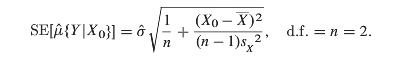 SE[μ̂{Y|X₀}] = σ̂ √(1/n + (X₀ − X̄)²/((n − 1)s_X²)), d.f. = n = 2.